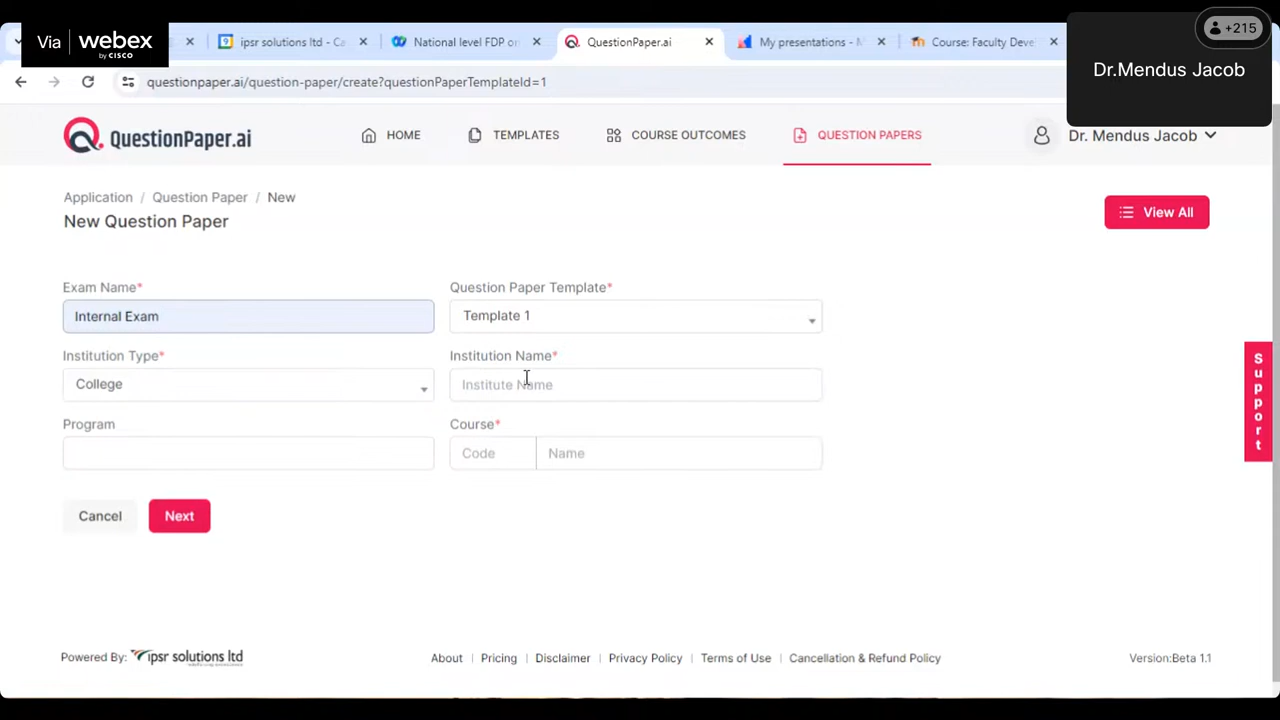 Via webex
by CISCO
ipsr solutions ltd - Ca
National level FDP or
QuestionPaper.ai
My presentations - M
Course: Faculty Deve
+215
Dr.Mendus Jacob
questionpaper.ai/question-paper/create?questionPaperTemplateId=1
QuestionPaper.ai
HOME
TEMPLATES
COURSE OUTCOMES
QUESTION PAPERS
Dr. Mendus Jacob
Application / Question Paper / New
New Question Paper
View All
Exam Name*
Question Paper Template*
Internal Exam
Template 1
Institution Type*
Institution Name*
College
Institute Name
Program
Course*
Code
Name
Cancel
Next
Support
Powered By: ipsr solutions ltd
About | Pricing | Disclaimer | Privacy Policy | Terms of Use | Cancellation & Refund Policy
Version:Beta 1.1